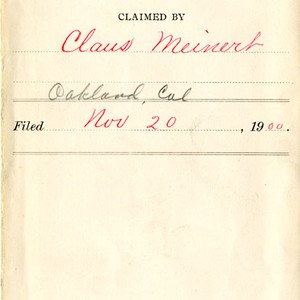 CLAIMED BY
Claus Meinert
Oakland, Cal
Filed Nov 20, 1900.